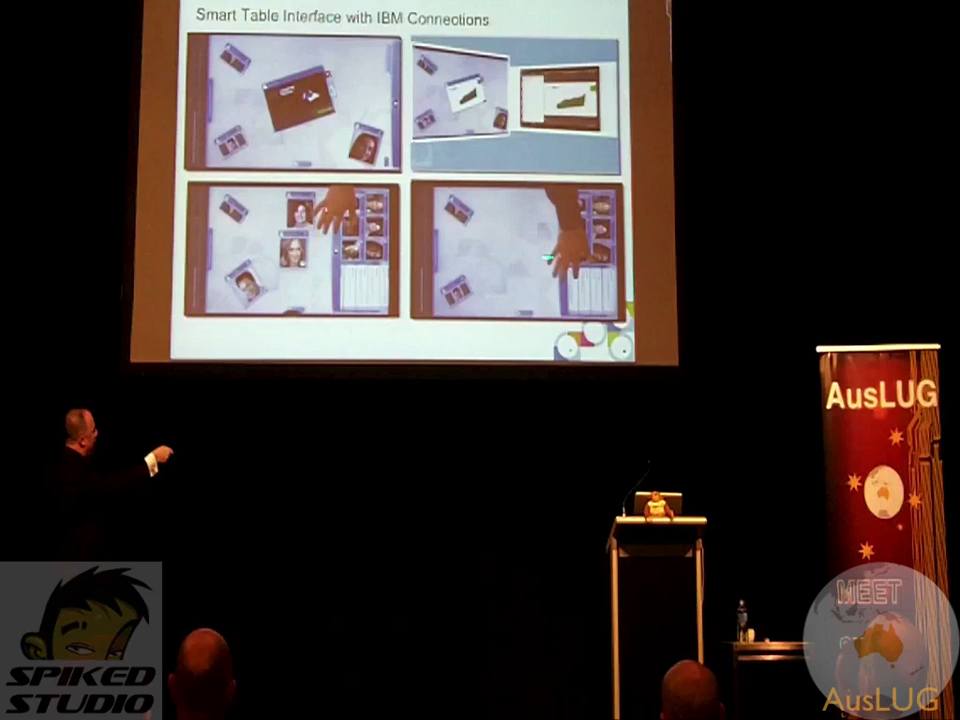 Smart Table Interface with IBM Connections
AusLUG
MEET
SPIKED
STUDIO
AusLUG